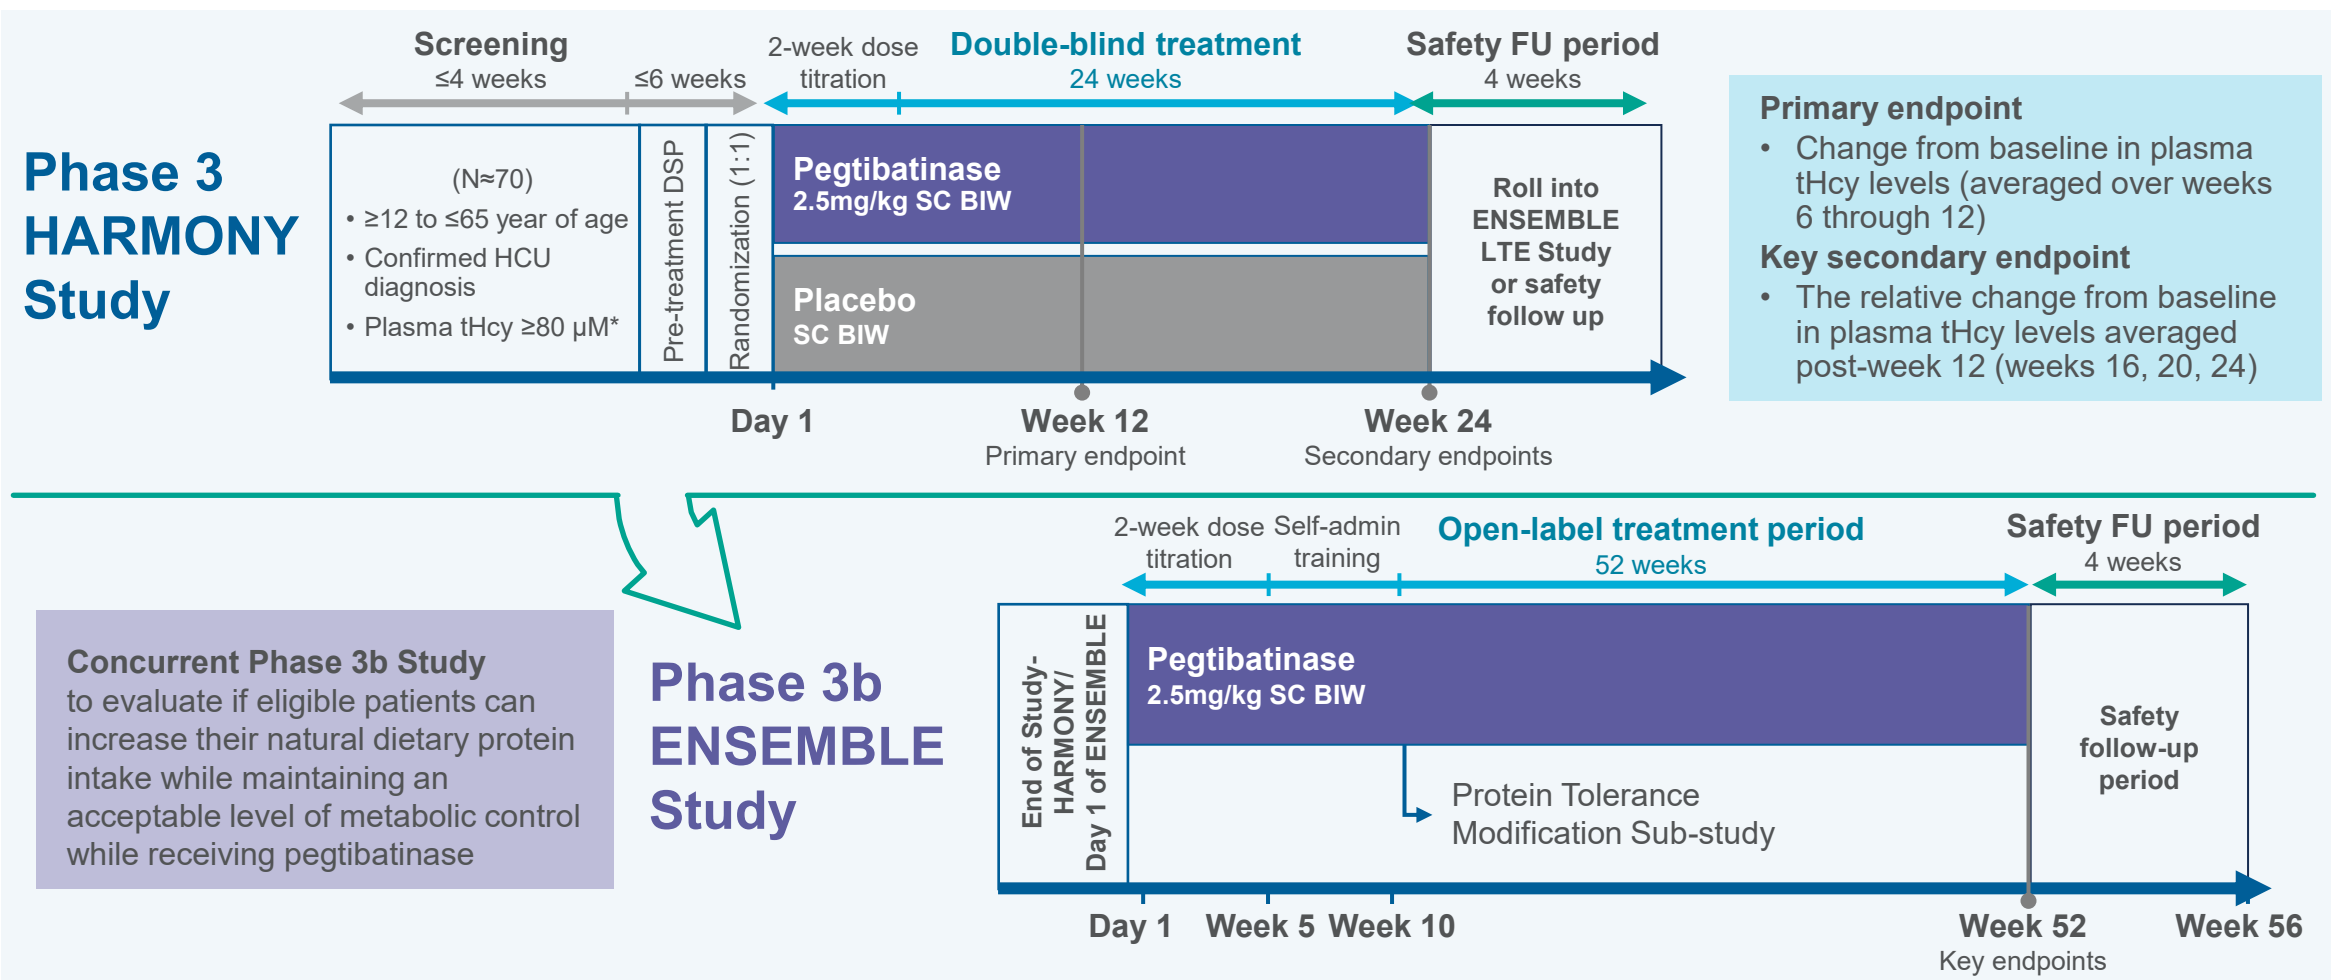 Phase 3
HARMONY
Study
Screening
≤4 weeks
≤6 weeks
2-week dose
titration
Double-blind treatment
24 weeks
Safety FU period
4 weeks
(N≈70)
• ≥12 to ≤65 year of age
• Confirmed HCU
diagnosis
• Plasma tHcy ≥80 µM*
Pre-treatment DSP
Randomization (1:1)
Pegtibatinase
2.5mg/kg SC BIW
Placebo
SC BIW
Roll into
ENSEMBLE
LTE Study
or safety
follow up
Day 1
Week 12
Primary endpoint
Week 24
Secondary endpoints
Primary endpoint
• Change from baseline in plasma
tHcy levels (averaged over weeks
6 through 12)
Key secondary endpoint
• The relative change from baseline
in plasma tHcy levels averaged
post-week 12 (weeks 16, 20, 24)
Concurrent Phase 3b Study
to evaluate if eligible patients can
increase their natural dietary protein
intake while maintaining an
acceptable level of metabolic control
while receiving pegtibatinase
Phase 3b
ENSEMBLE
Study
2-week dose
titration
Self-admin
training
Open-label treatment period
52 weeks
Safety FU period
4 weeks
End of Study-
HARMONY/
Day 1 of ENSEMBLE
Pegtibatinase
2.5mg/kg SC BIW
Protein Tolerance
Modification Sub-study
Safety
follow-up
period
Day 1
Week 5
Week 10
Week 52
Key endpoints
Week 56